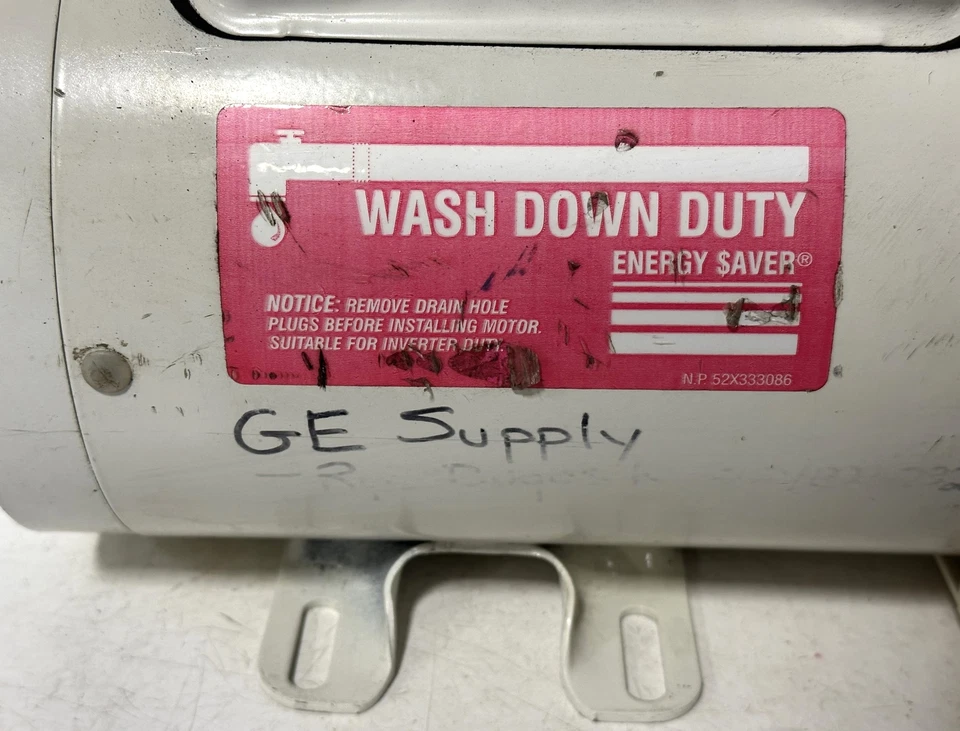 WASH DOWN DUTY
ENERGY $AVER®
NOTICE: REMOVE DRAIN HOLE
PLUGS BEFORE INSTALLING MOTOR.
SUITABLE FOR INVERTER DUTY.
N.P. 52X333086
GE Supply